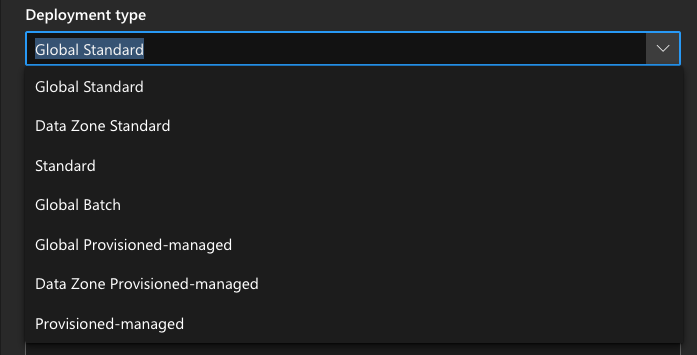 Deployment type
Global Standard
Global Standard
Data Zone Standard
Standard
Global Batch
Global Provisioned-managed
Data Zone Provisioned-managed
Provisioned-managed